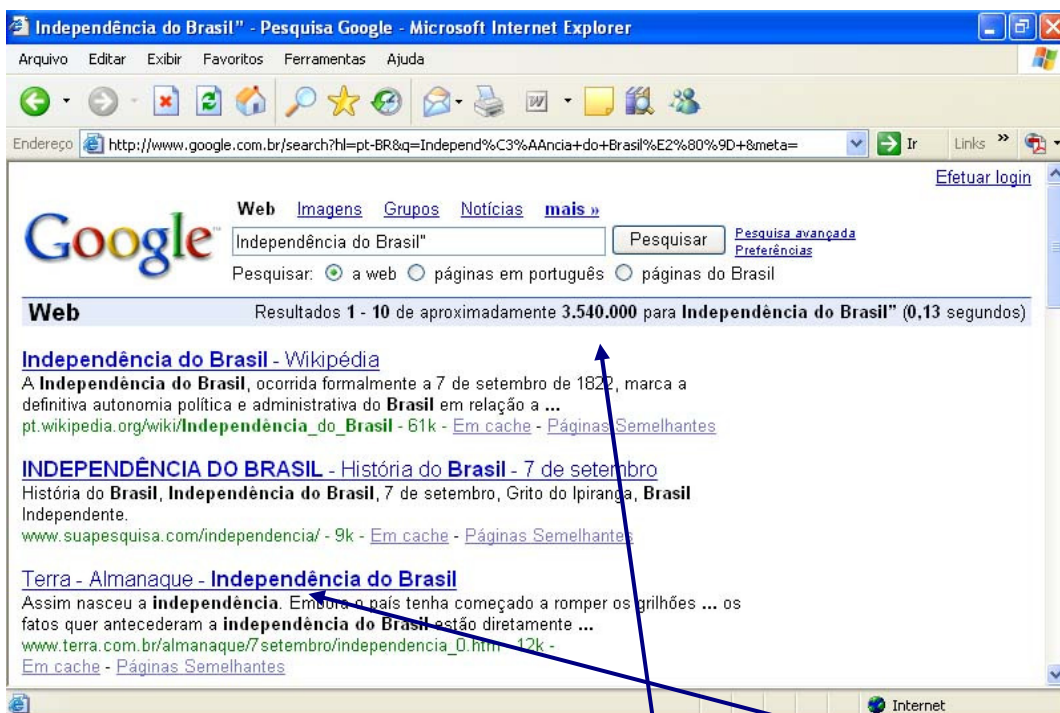 Independência do Brasil" - Pesquisa Google - Microsoft Internet Explorer
Arquivo Editar Exibir Favoritos Ferramentas Ajuda
Endereço http://www.google.com.br/search?hl=pt-BR&q=Independ%C3%AAncia+do+Brasil%E2%80%9D+&meta= Ir Links »
Efetuar login
Web Imagens Grupos Notícias mais »
Google
Independência do Brasil" Pesquisar Pesquisa avançada
Preferências
Pesquisar: a web páginas em português páginas do Brasil
Web Resultados 1 - 10 de aproximadamente 3.540.000 para Independência do Brasil" (0,13 segundos)
Independência do Brasil - Wikipédia
A Independência do Brasil, ocorrida formalmente a 7 de setembro de 1822, marca a
definitiva autonomia política e administrativa do Brasil em relação a ...
pt.wikipedia.org/wiki/Independência_do_Brasil - 61k - Em cache - Páginas Semelhantes
INDEPENDÊNCIA DO BRASIL - História do Brasil - 7 de setembro
História do Brasil, Independência do Brasil, 7 de setembro, Grito do Ipiranga, Brasil
Independente.
www.suapesquisa.com/independencia/ - 9k - Em cache - Páginas Semelhantes
Terra - Almanaque - Independência do Brasil
Assim nasceu a independência. Embora o país tenha começado a romper os grilhões ... os
fatos quer antecederam a independência do Brasil estão diretamente ...
www.terra.com.br/almanaque/7setembro/independencia_0.htm - 12k -
Em cache - Páginas Semelhantes
Internet